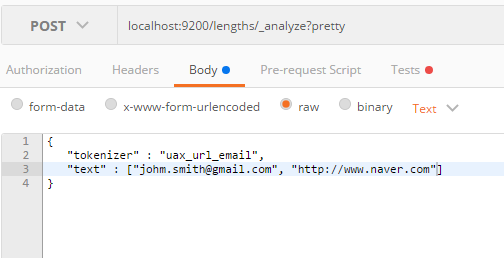 POST localhost:9200/lengths/_analyze?pretty
Authorization Headers Body Pre-request Script Tests
form-data x-www-form-urlencoded raw binary Text
1 {
2 "tokenizer" : "uax_url_email",
3 "text" : ["johm.smith@gmail.com", "http://www.naver.com"]
4 }